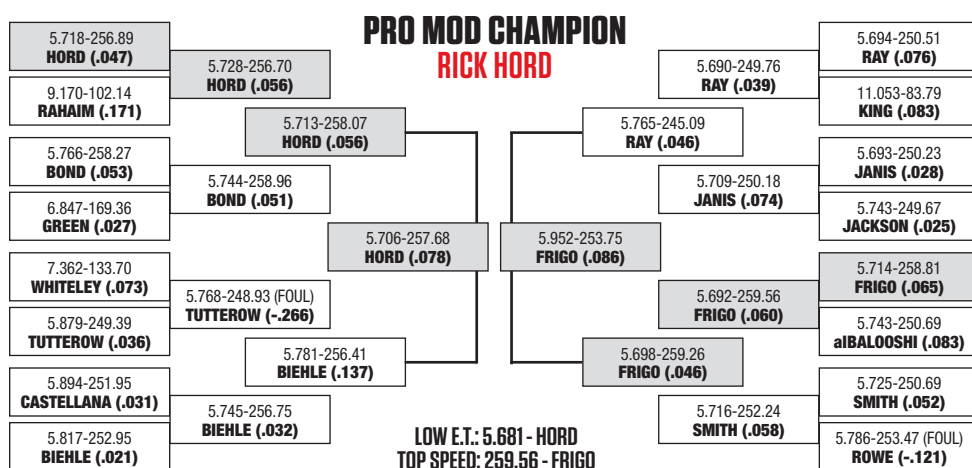 PRO MOD CHAMPION
RICK HORD
5.718-256.89
HORD (.047)
9.170-102.14
RAHAIM (.171)
5.766-258.27
BOND (.053)
6.847-169.36
GREEN (.027)
7.362-133.70
WHITELEY (.073)
5.879-249.39
TUTTEROW (.036)
5.894-251.95
CASTELLANA (.031)
5.817-252.95
BIEHLE (.021)
5.728-256.70
HORD (.056)
5.744-258.96
BOND (.051)
5.768-248.93 (FOUL)
TUTTEROW (-.266)
5.745-256.75
BIEHLE (.032)
5.713-258.07
HORD (.056)
5.781-256.41
BIEHLE (.137)
5.706-257.68
HORD (.078)
5.952-253.75
FRIGO (.086)
5.765-245.09
RAY (.046)
5.698-259.26
FRIGO (.046)
5.690-249.76
RAY (.039)
5.709-250.18
JANIS (.074)
5.692-259.56
FRIGO (.060)
5.716-252.24
SMITH (.058)
5.694-250.51
RAY (.076)
11.053-83.79
KING (.083)
5.693-250.23
JANIS (.028)
5.743-249.67
JACKSON (.025)
5.714-258.81
FRIGO (.065)
5.743-250.69
alBALOOSHI (.083)
5.725-250.69
SMITH (.052)
5.786-253.47 (FOUL)
ROWE (-.121)
LOW E.T.: 5.681 - HORD
TOP SPEED: 259.56 - FRIGO